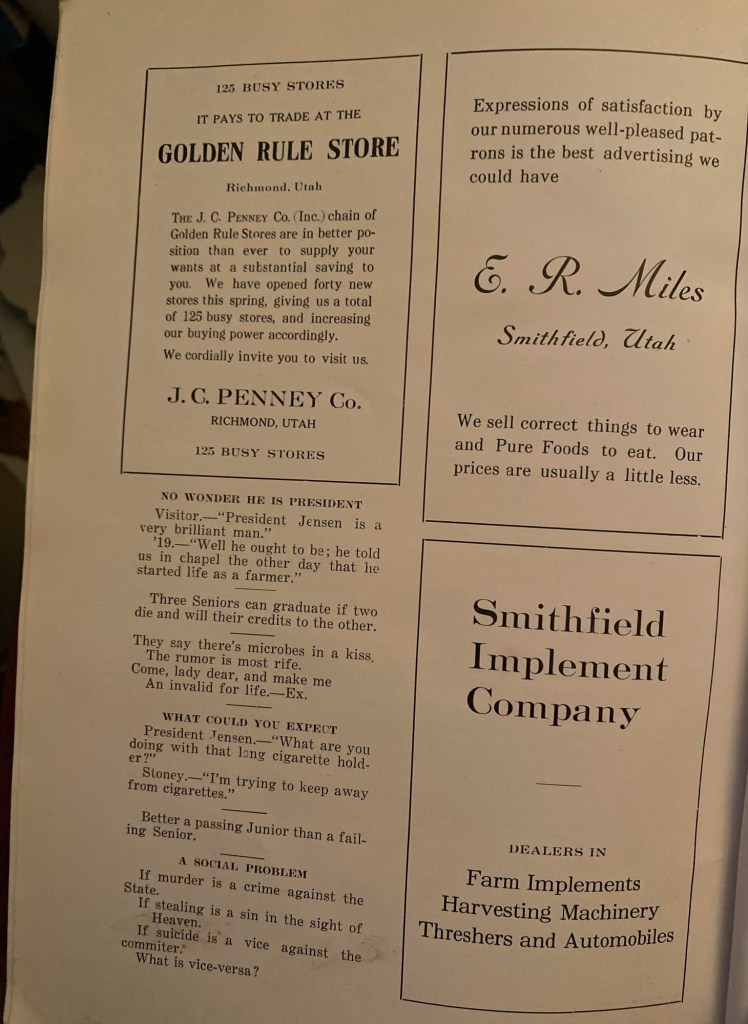 125 BUSY STORES
IT PAYS TO TRADE AT THE
GOLDEN RULE STORE
Richmond, Utah
THE J. C. PENNEY Co. (Inc.) chain of
Golden Rule Stores are in better po-
sition than ever to supply your
wants at a substantial saving to
you. We have opened forty new
stores this spring, giving us a total
of 125 busy stores, and increasing
our buying power accordingly.
We cordially invite you to visit us.
J. C. PENNEY Co.
RICHMOND, UTAH
125 BUSY STORES
NO WONDER HE IS PRESIDENT
Visitor.—"President Jensen is a
very brilliant man."
'19.—"Well he ought to be; he told
us in chapel the other day that he
started life as a farmer."
Three Seniors can graduate if two
die and will their credits to the other.
They say there's microbes in a kiss,
The rumor is most rife.
Come, lady dear, and make me
An invalid for life.—Ex.
WHAT COULD YOU EXPECT
President Jensen.—"What are you
doing with that long cigarette hold-
er?"
Stoney.—"I'm trying to keep away
from cigarettes."
Better a passing Junior than a fail-
ing Senior.
A SOCIAL PROBLEM
If murder is a crime against the
State.
If stealing is a sin in the sight of
Heaven.
If suicide is a vice against the
commiter.
What is vice-versa?
Expressions of satisfaction by
our numerous well-pleased pat-
rons is the best advertising we
could have
E. R. Miles
Smithfield, Utah
We sell correct things to wear
and Pure Foods to eat. Our
prices are usually a little less.
Smithfield
Implement
Company
DEALERS IN
Farm Implements
Harvesting Machinery
Threshers and Automobiles